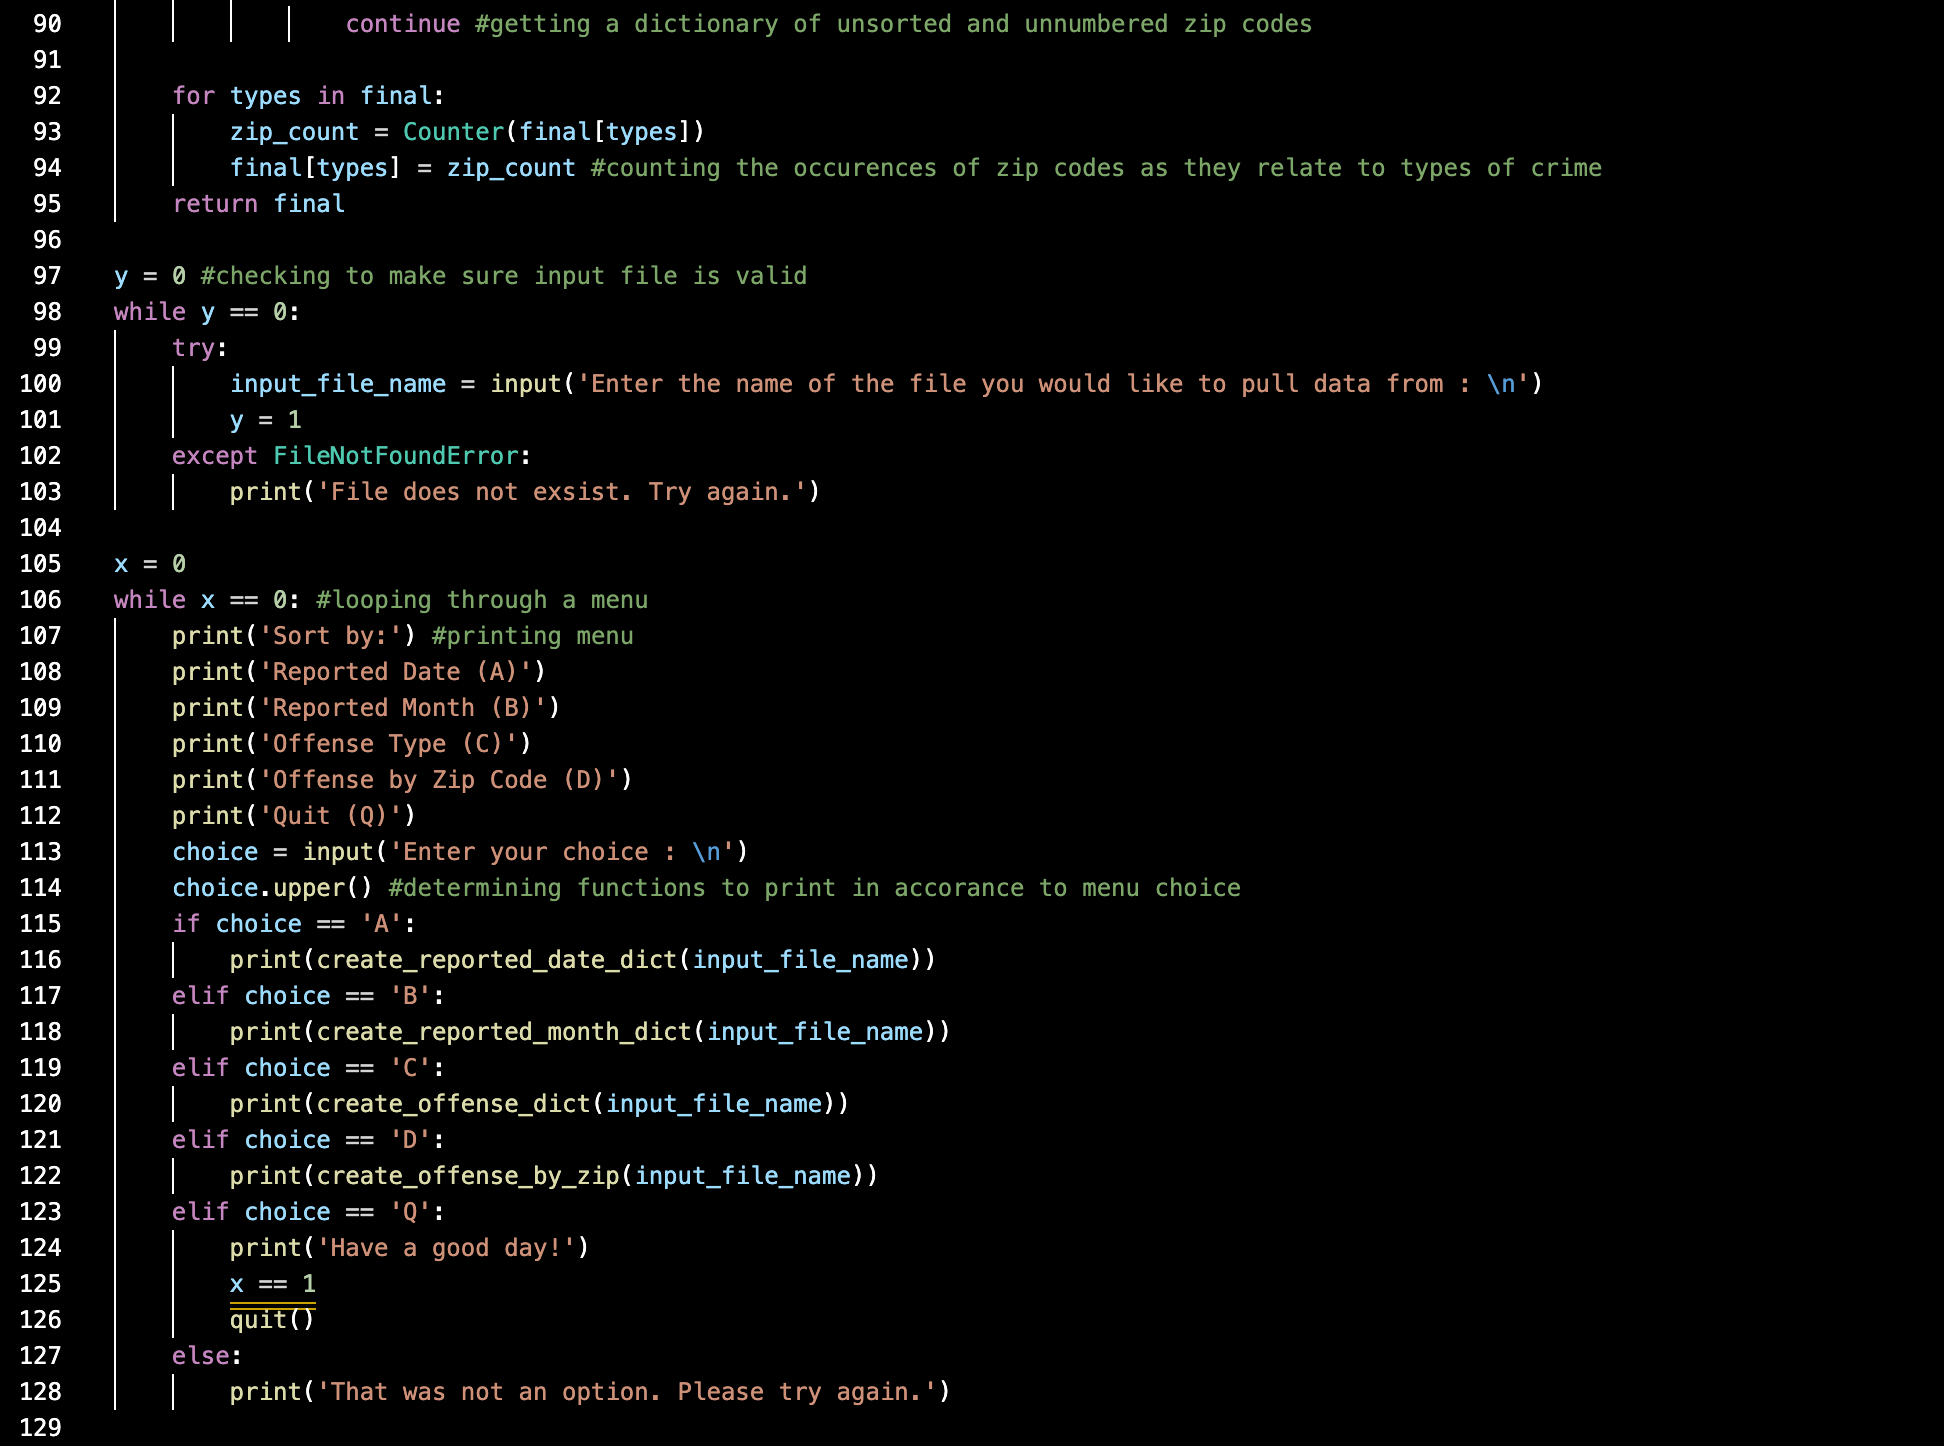 90 continue #getting a dictionary of unsorted and unnumbered zip codes
91
92 for types in final:
93 zip_count = Counter(final[types])
94 final[types] = zip_count #counting the occurences of zip codes as they relate to types of crime
95 return final
96
97 y = 0 #checking to make sure input file is valid
98 while y == 0:
99 try:
100 input_file_name = input('Enter the name of the file you would like to pull data from : \n')
101 y = 1
102 except FileNotFoundError:
103 print('File does not exsist. Try again.')
104
105 x = 0
106 while x == 0: #looping through a menu
107 print('Sort by:') #printing menu
108 print('Reported Date (A)')
109 print('Reported Month (B)')
110 print('Offense Type (C)')
111 print('Offense by Zip Code (D)')
112 print('Quit (Q)')
113 choice = input('Enter your choice : \n')
114 choice.upper() #determining functions to print in accorance to menu choice
115 if choice == 'A':
116 print(create_reported_date_dict(input_file_name))
117 elif choice == 'B':
118 print(create_reported_month_dict(input_file_name))
119 elif choice == 'C':
120 print(create_offense_dict(input_file_name))
121 elif choice == 'D':
122 print(create_offense_by_zip(input_file_name))
123 elif choice == 'Q':
124 print('Have a good day!')
125 x == 1
126 quit()
127 else:
128 print('That was not an option. Please try again.')
129